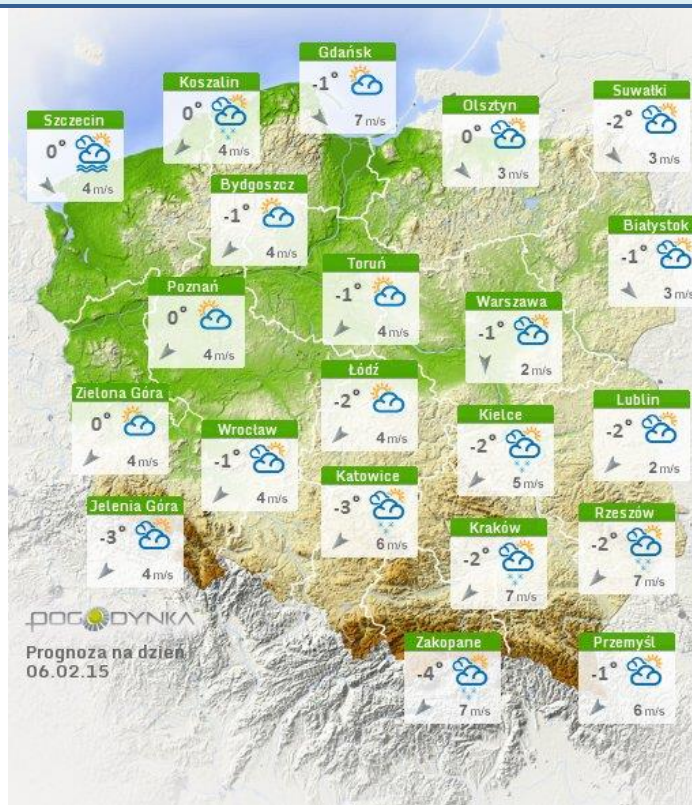 Gdańsk
-1°
7 m/s
Koszalin
0°
4 m/s
Suwałki
-2°
3 m/s
Olsztyn
0°
3 m/s
Szczecin
0°
4 m/s
Bydgoszcz
-1°
4 m/s
Białystok
-1°
3 m/s
Toruń
-1°
4 m/s
Poznań
0°
4 m/s
Warszawa
-1°
2 m/s
Łódź
-2°
4 m/s
Zielona Góra
0°
4 m/s
Lublin
-2°
2 m/s
Kielce
-2°
5 m/s
Wrocław
-1°
4 m/s
Katowice
-3°
6 m/s
Jelenia Góra
-3°
4 m/s
Rzeszów
-2°
7 m/s
Kraków
-2°
7 m/s
POGODYNKA
Prognoza na dzień
06.02.15
Zakopane
-4°
7 m/s
Przemyśl
-1°
6 m/s